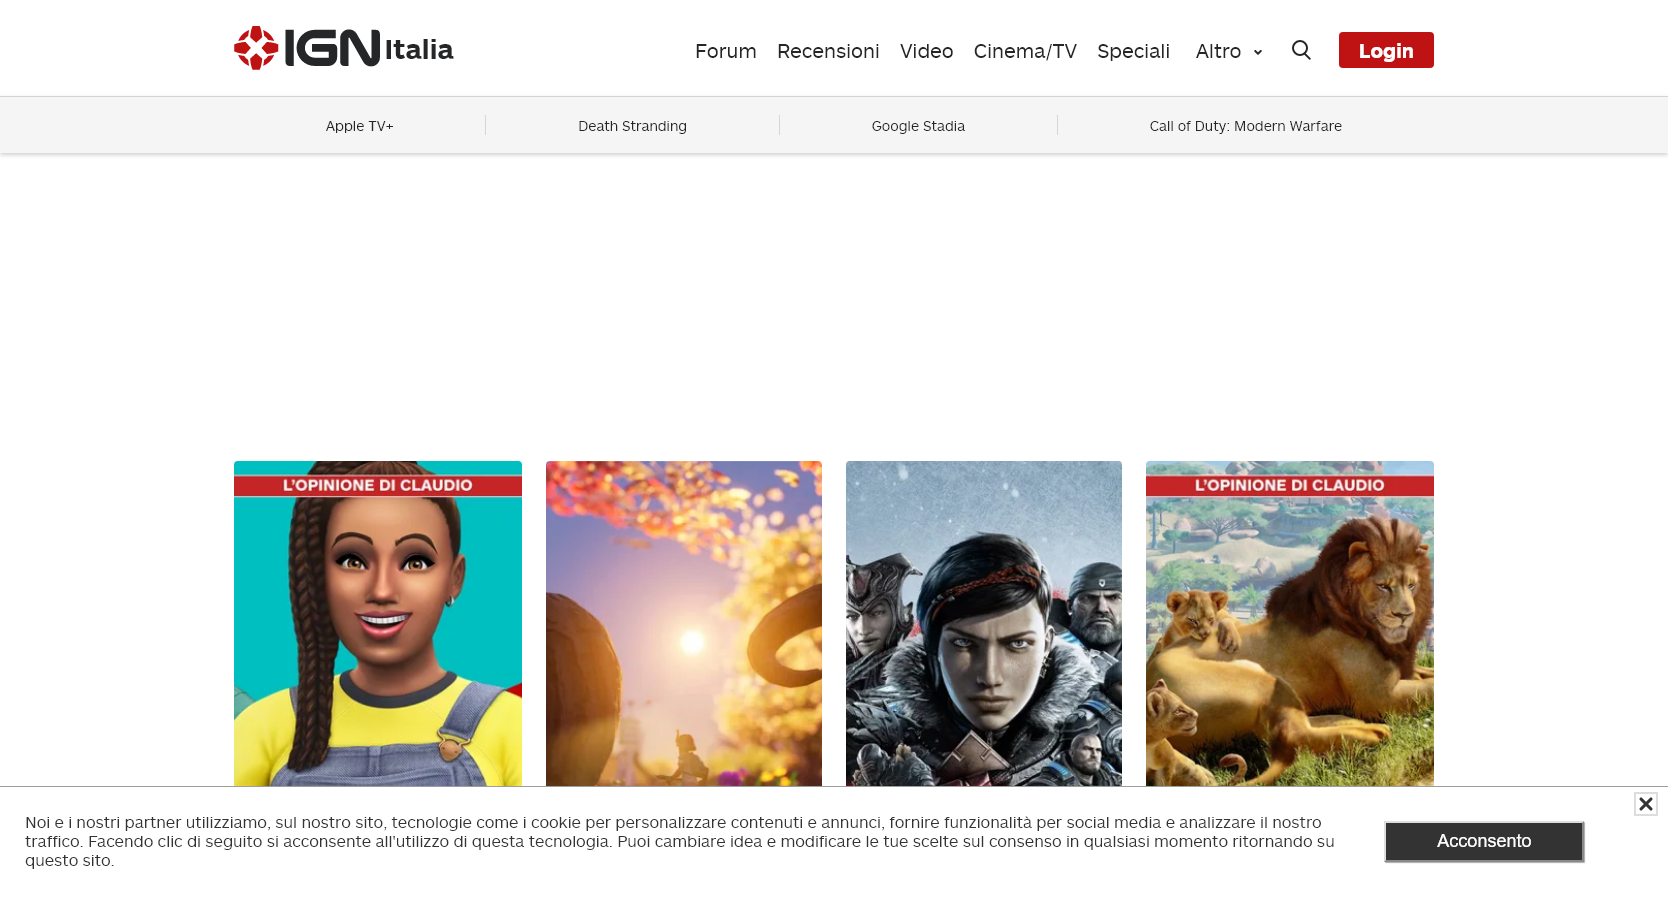 IGN Italia
Forum Recensioni Video Cinema/TV Speciali Altro Login
Apple TV+ Death Stranding Google Stadia Call of Duty: Modern Warfare
L'OPINIONE DI CLAUDIO
L'OPINIONE DI CLAUDIO
Noi e i nostri partner utilizziamo, sul nostro sito, tecnologie come i cookie per personalizzare contenuti e annunci, fornire funzionalità per social media e analizzare il nostro
traffico. Facendo clic di seguito si acconsente all'utilizzo di questa tecnologia. Puoi cambiare idea e modificare le tue scelte sul consenso in qualsiasi momento ritornando su
questo sito.
Acconsento